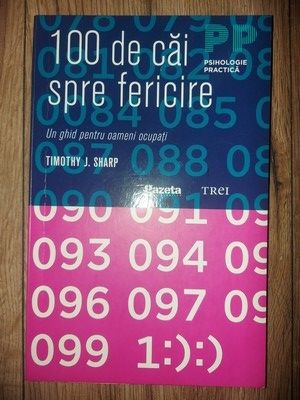 100 de căi
spre fericire
PP
PSIHOLOGIE
PRACTICĂ
Un ghid pentru oameni ocupați
TIMOTHY J. SHARP
085
087 088 08
Gazeta
TREI
090 091 09
093 094 09
096 097 09
099 1:):)